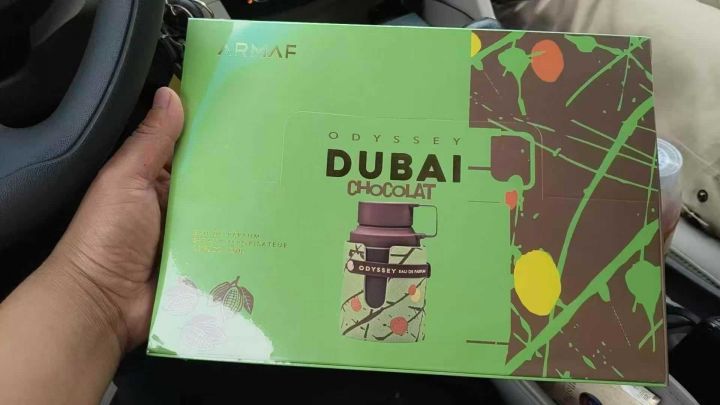 ARMAF
ODYSSEY
DUBAI
CHOCOLAT
ODYSSEY EAU DE PARFUM